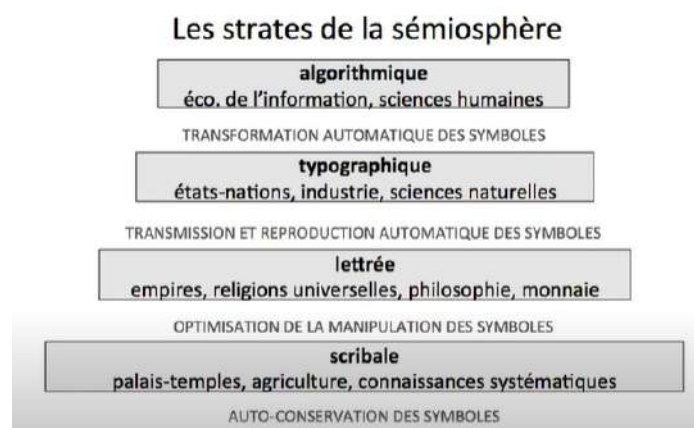 Les strates de la sémiosphère
algorithmique
éco. de l'information, sciences humaines
TRANSFORMATION AUTOMATIQUE DES SYMBOLES
typographique
états-nations, industrie, sciences naturelles
TRANSMISSION ET REPRODUCTION AUTOMATIQUE DES SYMBOLES
lettrée
empires, religions universelles, philosophie, monnaie
OPTIMISATION DE LA MANIPULATION DES SYMBOLES
scribale
palais-temples, agriculture, connaissances systématiques
AUTO-CONSERVATION DES SYMBOLES